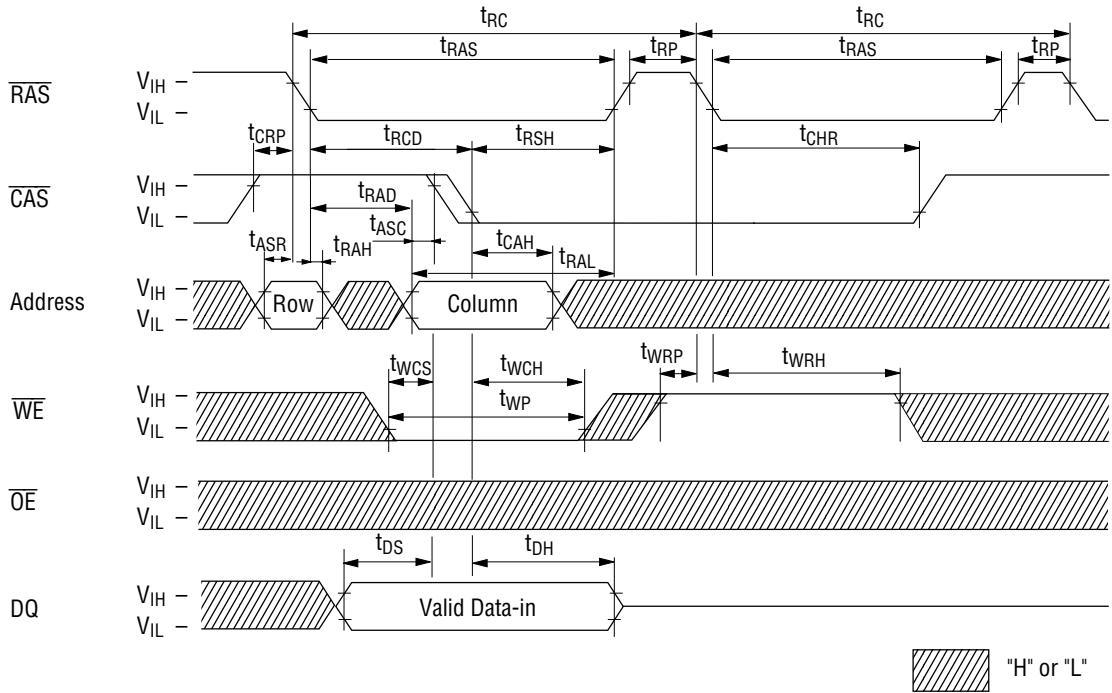 tRC tRC
tRAS tRP tRAS tRP
RAS VIH
VIL
tCRP tRCD tRSH tCHR
CAS VIH
VIL
tRAD
tASC
tASR tRAH tCAH
tRAL
Address VIH
VIL
Row Column
tWCS tWCH tWRP tWRH
tWP
WE VIH
VIL
OE VIH
VIL
tDS tDH
DQ VIH
VIL
Valid Data-in
"H" or "L"